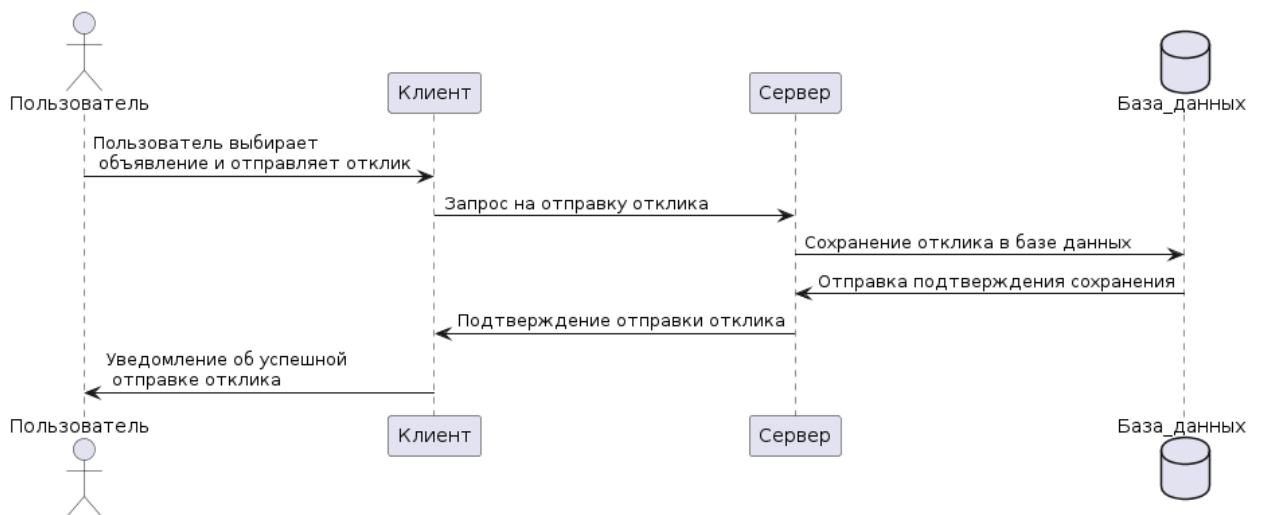 Пользователь
Клиент
Сервер
База_данных
Пользователь выбирает
объявление и отправляет отклик
Запрос на отправку отклика
Сохранение отклика в базе данных
Отправка подтверждения сохранения
Подтверждение отправки отклика
Уведомление об успешной
отправке отклика
Пользователь
Клиент
Сервер
База_данных